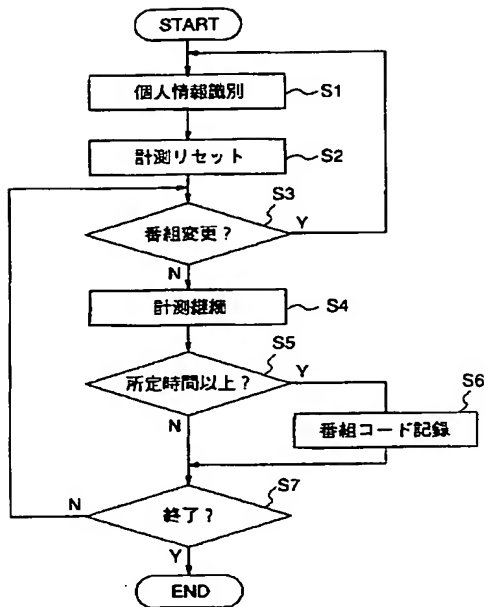 START
個人情報識別
S1
計測リセット
S2
S3
番組変更?
Y
N
計測継続
S4
S5
所定時間以上?
Y
N
S6
番組コード記録
S7
N
終了?
Y
END